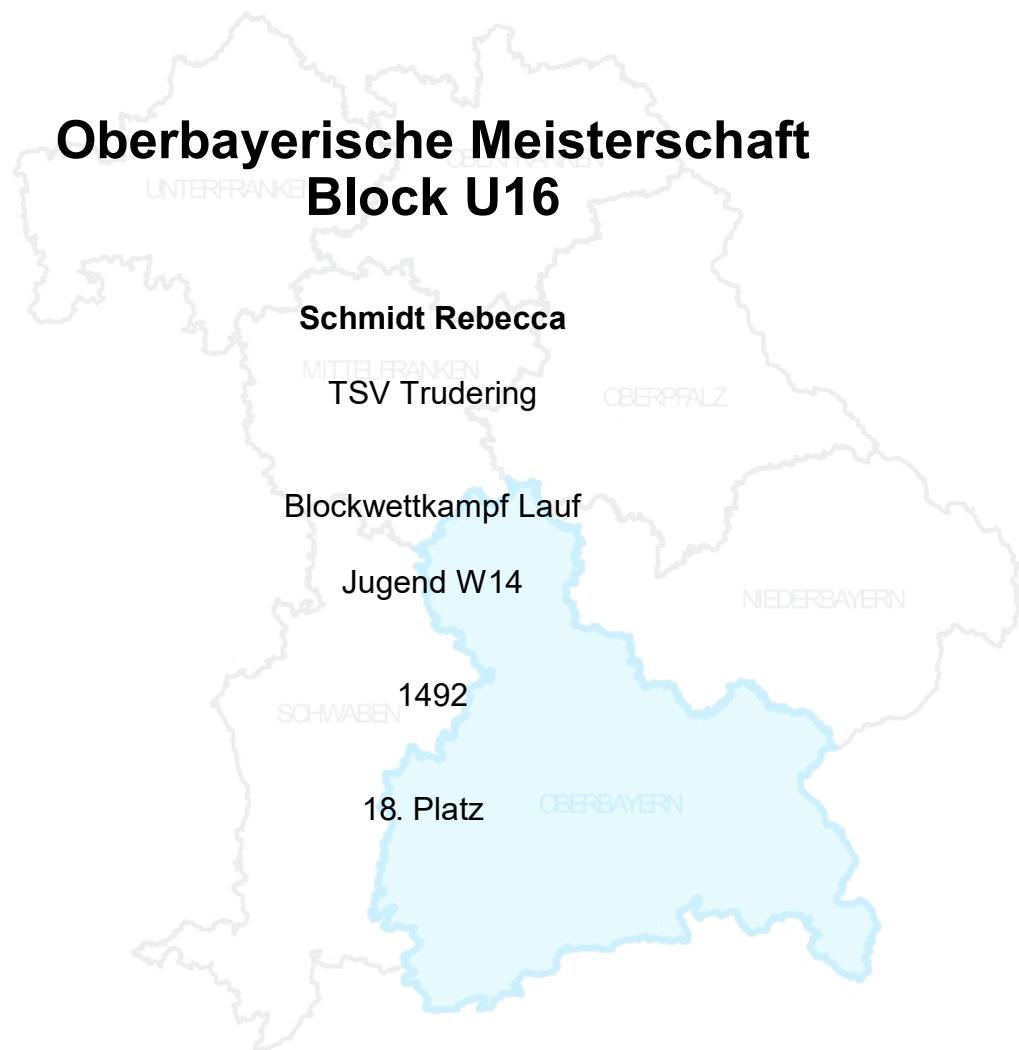 Oberbayerische Meisterschaft
OBERFRANKEN
UNTERFRANKEN
Block U16
Schmidt Rebecca
MITTELFRANKEN
TSV Trudering
OBERPFALZ
Blockwettkampf Lauf
Jugend W14
NIEDERBAYERN
1492
SCHWABEN
18. Platz
OBERBAYERN